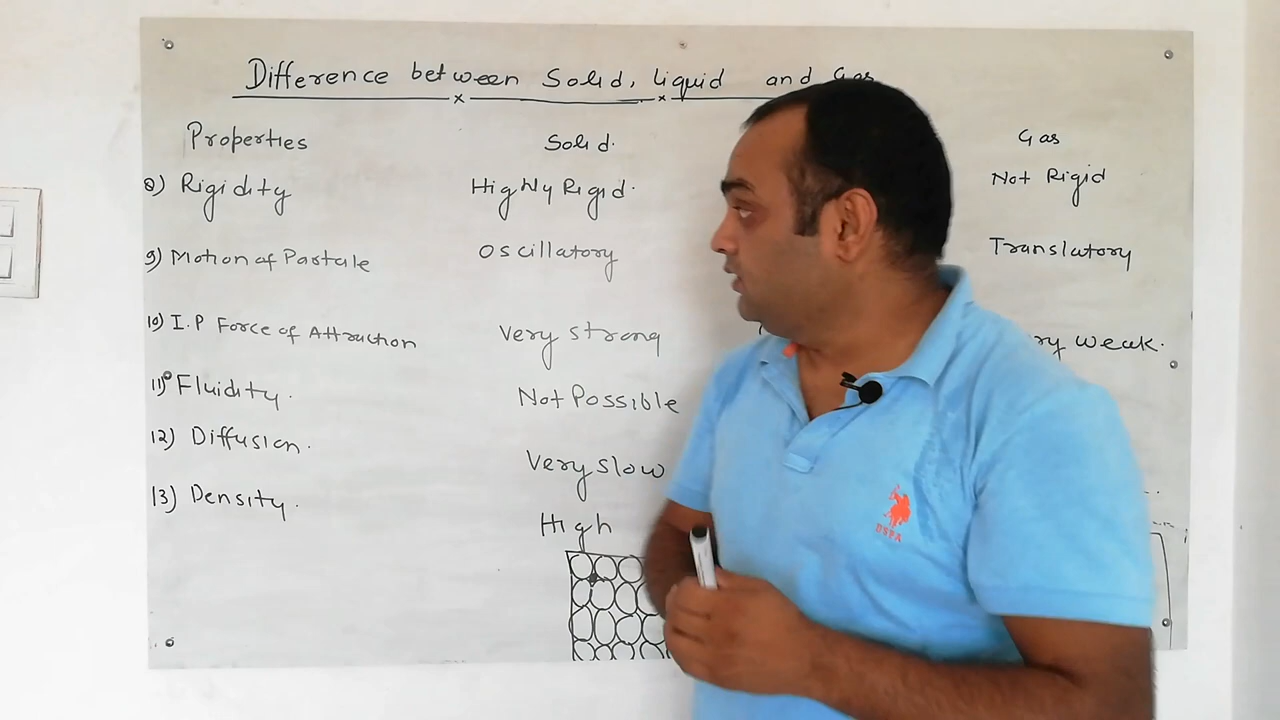 Difference between Solid, Liquid and Gas
Properties Solid. Gas
8) Rigidity Highly Rigid. Not Rigid
9) Motion of Partcle Oscillatory Translatory
10) I.P Force of Attraction Very strong weak.
11) Fluidity. Not Possible
12) Diffusion. Very slow
13) Density. High
USPA